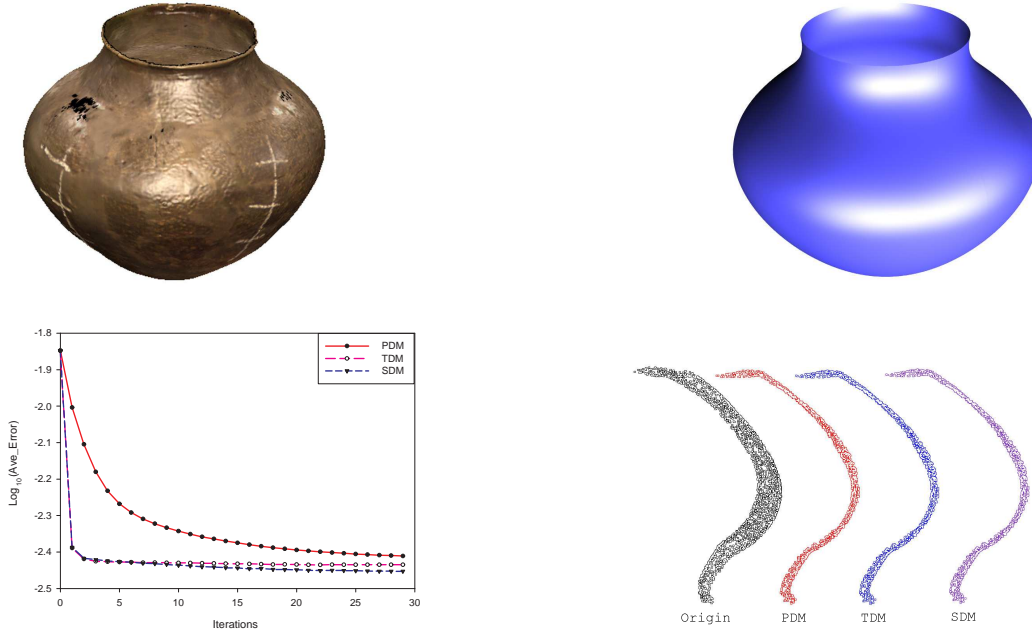 -1.8
-1.9
-2.0
-2.1
-2.2
-2.3
-2.4
-2.5
Log10(Ave_Error)
PDM
TDM
SDM
0 5 10 15 20 25 30
Iterations
Origin PDM TDM SDM